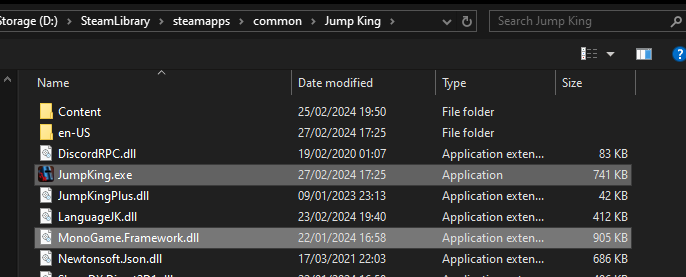 Storage (D:) > SteamLibrary > steamapps > common > Jump King > Search Jump King
Name Date modified Type Size
Content 25/02/2024 19:50 File folder
en-US 27/02/2024 17:25 File folder
DiscordRPC.dll 19/02/2020 01:07 Application exten... 83 KB
JumpKing.exe 27/02/2024 17:25 Application 741 KB
JumpKingPlus.dll 09/01/2023 23:13 Application exten... 42 KB
LanguageJK.dll 23/02/2024 19:40 Application exten... 412 KB
MonoGame.Framework.dll 22/01/2024 16:58 Application exten... 905 KB
Newtonsoft.Json.dll 17/03/2021 22:03 Application exten... 686 KB